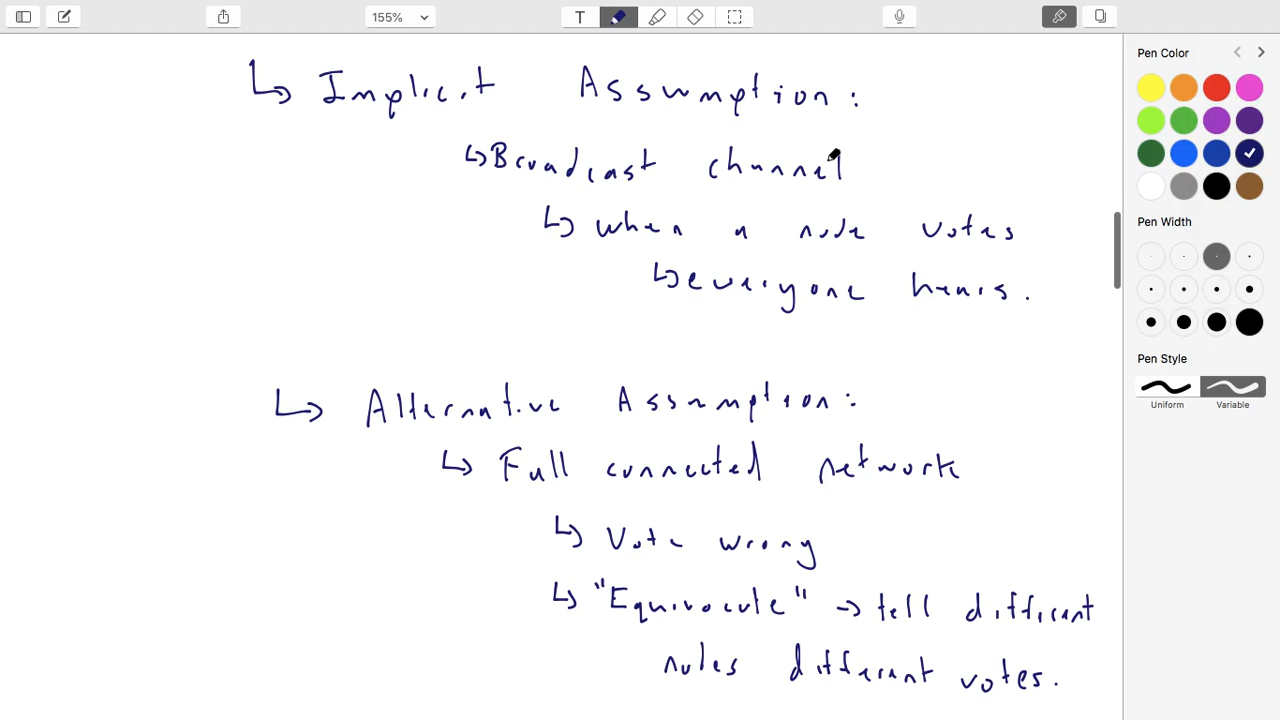 155%
T
↳ Implicit Assumption:
↳ Broadcast channel
↳ when a node votes
↳ everyone hears.
↳ Alternative Assumption:
↳ Full connected network
↳ Vote wrong
↳ "Equivocate" → tell different
nodes different votes.
Pen Color
Pen Width
Pen Style
Uniform Variable